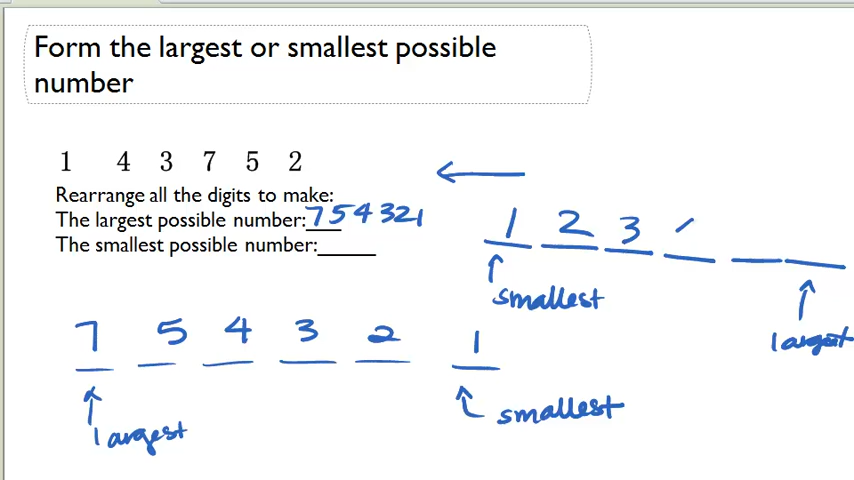 Form the largest or smallest possible
number
1 4 3 7 5 2
Rearrange all the digits to make:
The largest possible number:___754321
The smallest possible number:_____
1 2 3
smallest
largest
7 5 4 3 2 1
largest
smallest